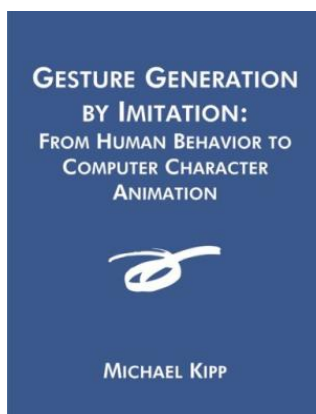 GESTURE GENERATION
BY IMITATION:
FROM HUMAN BEHAVIOR TO
COMPUTER CHARACTER
ANIMATION
MICHAEL KIPP